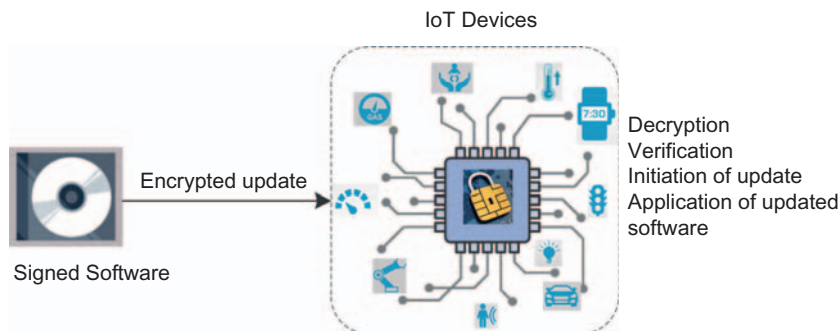 IoT Devices
GAS
7:30
Encrypted update
Signed Software
Decryption
Verification
Initiation of update
Application of updated
software